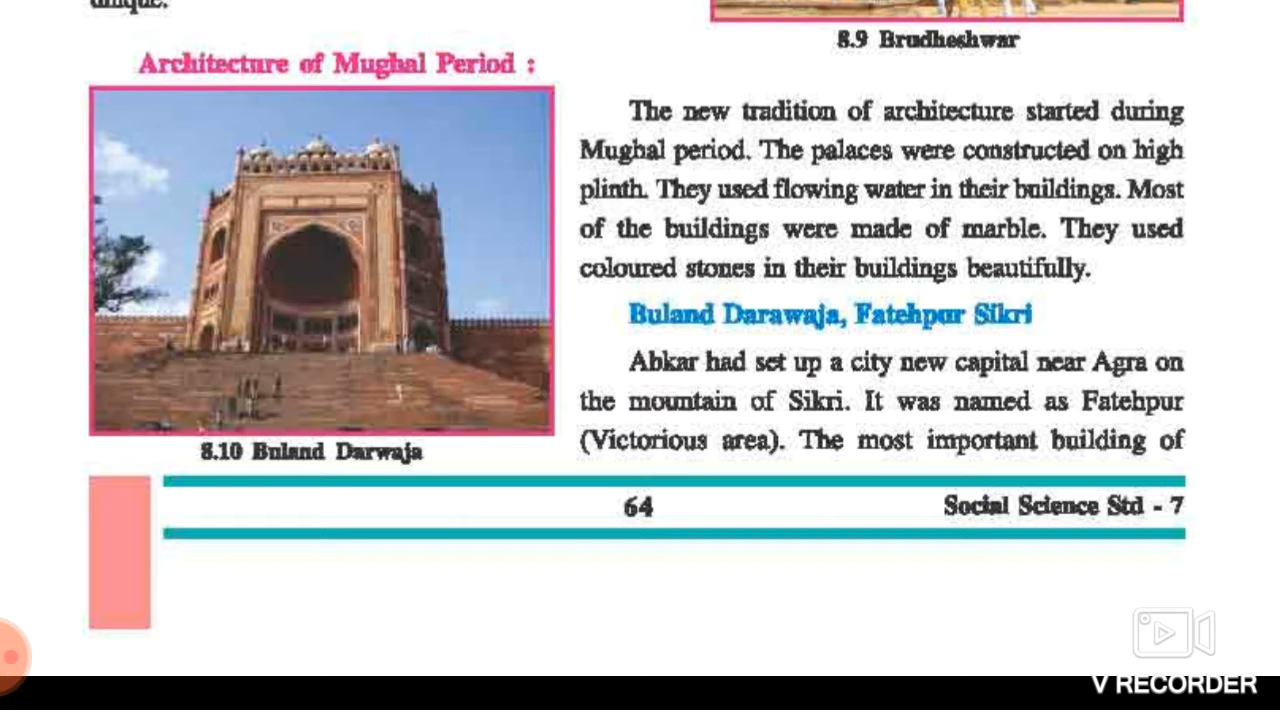 unique.
8.9 Brudheshwar
Architecture of Mughal Period :
8.10 Buland Darwaja
The new tradition of architecture started during
Mughal period. The palaces were constructed on high
plinth. They used flowing water in their buildings. Most
of the buildings were made of marble. They used
coloured stones in their buildings beautifully.
Buland Darawaja, Fatehpur Sikri
Abkar had set up a city new capital near Agra on
the mountain of Sikri. It was named as Fatehpur
(Victorious area). The most important building of
64
Social Science Std - 7
V RECORDER